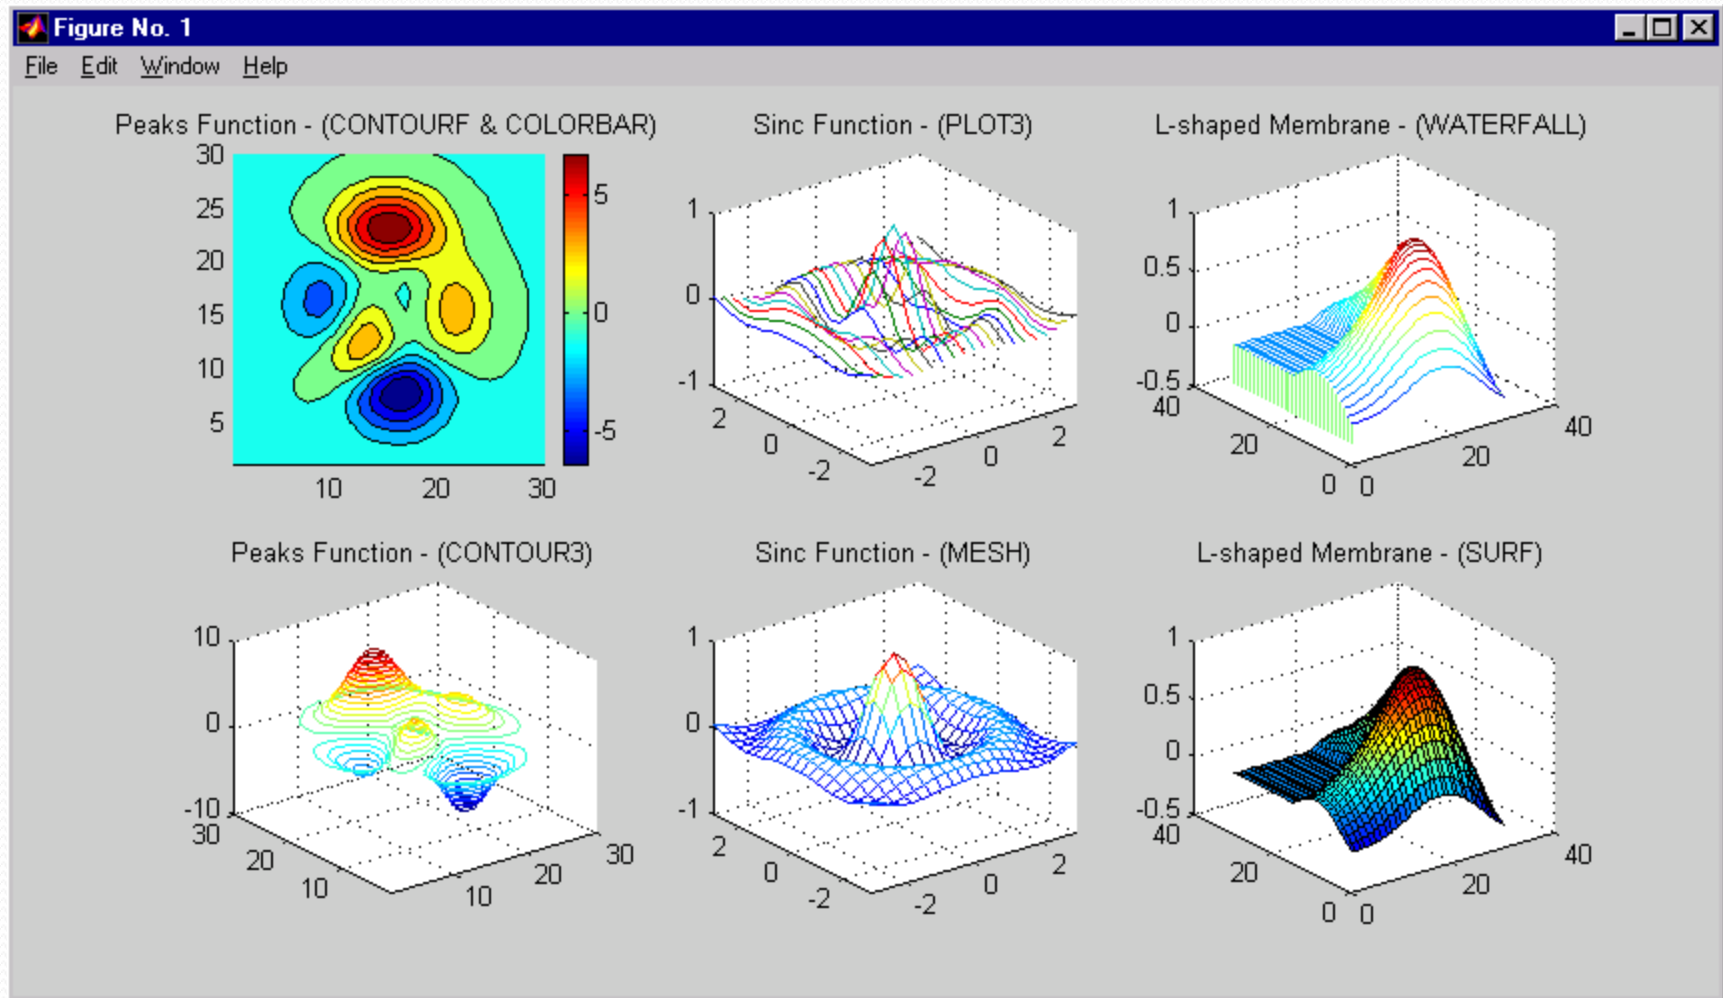 Figure No. 1
File Edit Window Help
Peaks Function - (CONTOURF & COLORBAR)
30
25
20
15
10
5
10 20 30
5
0
-5
Sinc Function - (PLOT3)
1
0
-1
2 0 -2
-2 0 2
L-shaped Membrane - (WATERFALL)
1
0.5
0
-0.5
40 20 0
0 20 40
Peaks Function - (CONTOUR3)
10
0
-10
30 20 10
10 20 30
Sinc Function - (MESH)
1
0
-1
2 0 -2
-2 0 2
L-shaped Membrane - (SURF)
1
0.5
0
-0.5
40 20 0
0 20 40